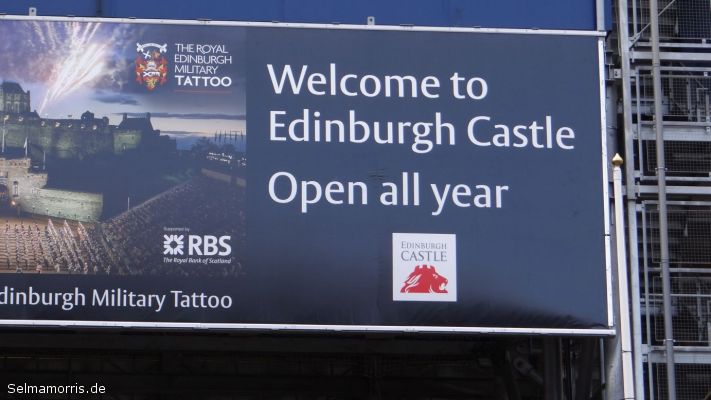 THE ROYAL
EDINBURGH
MILITARY
TATTOO
Welcome to
Edinburgh Castle
Open all year
Supported by
RBS
The Royal Bank of Scotland
EDINBURGH
CASTLE
dinburgh Military Tattoo
Selmamorris.de